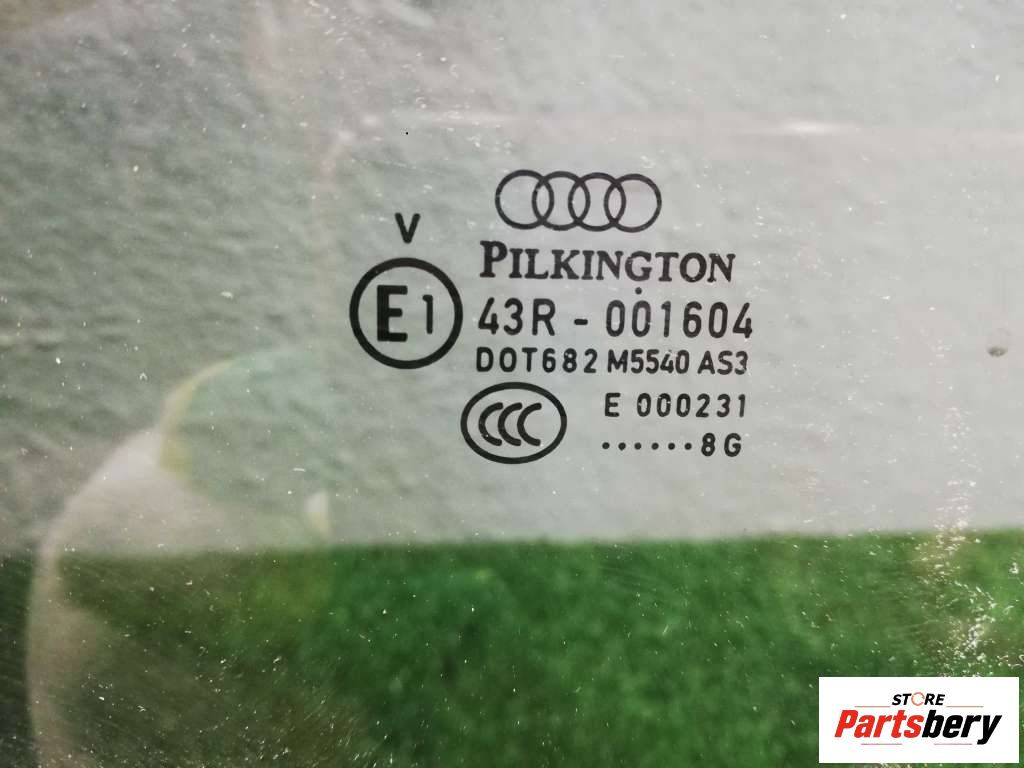 V
PILKINGTON
E1 43R - 001604
DOT682 M5540 AS3
CCC E 000231
......8G
STORE
Partsbery